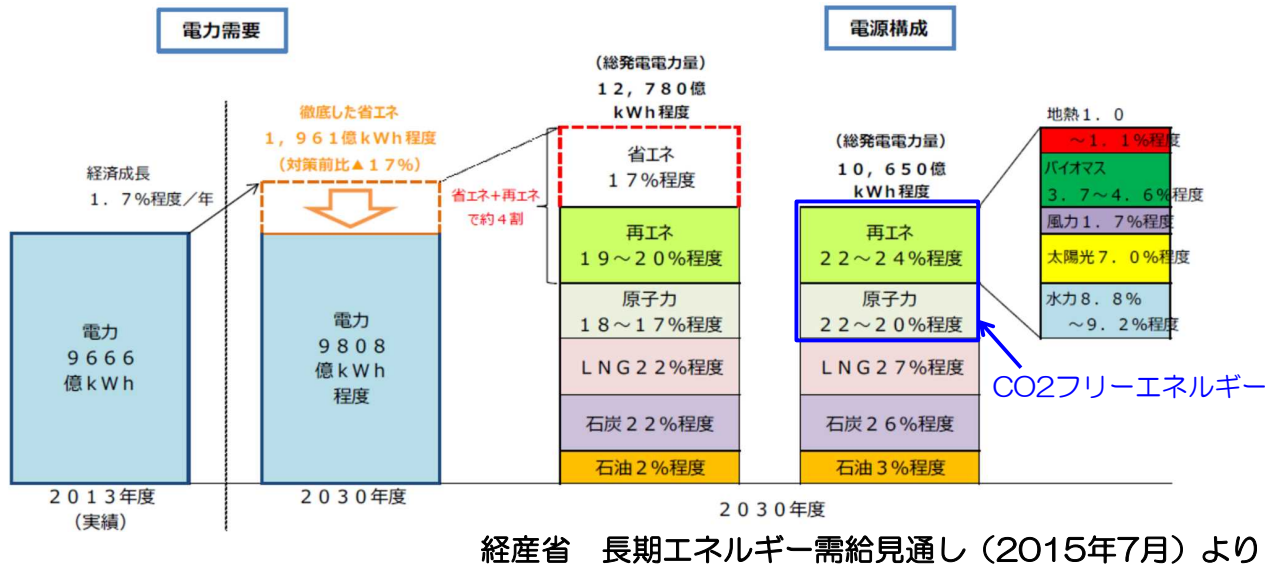 電力需要
電源構成
徹底した省エネ
１，９６１億ｋＷｈ程度
（対策前比▲１７％）
経済成長
１．７％程度／年
電力
９６６６
億ｋＷｈ
２０１３年度
（実績）
電力
９８０８
億ｋＷｈ
程度
２０３０年度
（総発電電力量）
１２，７８０億
ｋＷｈ程度
省エネ＋再エネ
で約４割
省エネ
１７％程度
再エネ
１９～２０％程度
原子力
１８～１７％程度
ＬＮＧ２２％程度
石炭２２％程度
石油２％程度
（総発電電力量）
１０，６５０億
ｋＷｈ程度
再エネ
２２～２４％程度
原子力
２２～２０％程度
ＬＮＧ２７％程度
石炭２６％程度
石油３％程度
２０３０年度
地熱１．０
～１．１％程度
バイオマス
３．７～４．６％程度
風力１．７％程度
太陽光７．０％程度
水力８．８％
～９．２％程度
CO2フリーエネルギー
経産省　長期エネルギー需給見通し（2015年7月）より